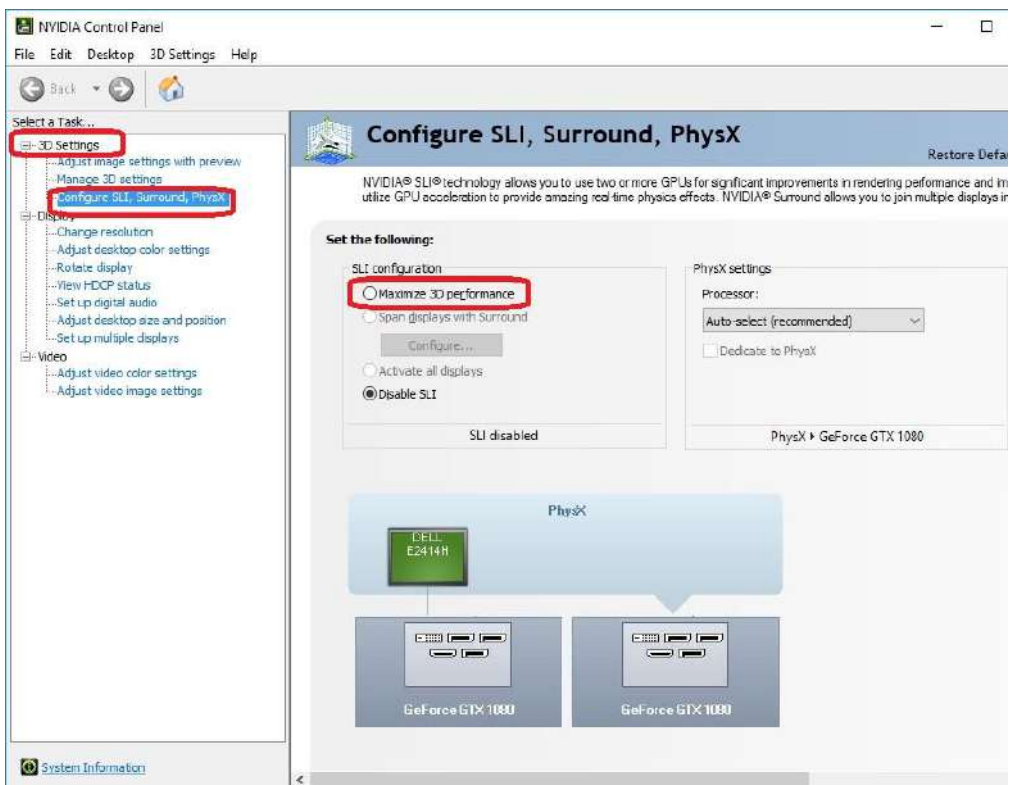 NVIDIA Control Panel
File Edit Desktop 3D Settings Help
Back
Select a Task...
3D Settings
Adjust image settings with preview
Manage 3D settings
Configure SLI, Surround, PhysX
Display
Change resolution
Adjust desktop color settings
Rotate display
View HDCP status
Set up digital audio
Adjust desktop size and position
Set up multiple displays
Video
Adjust video color settings
Adjust video image settings
System Information
Configure SLI, Surround, PhysX
Restore Defa
NVIDIA® SLI® technology allows you to use two or more GPUs for significant improvements in rendering performance and im
utilize GPU acceleration to provide amazing real-time physics effects. NVIDIA® Surround allows you to join multiple displays in
Set the following:
SLI configuration
Maximize 3D performance
Span displays with Surround
Configure...
Activate all displays
Disable SLI
SLI disabled
PhysX settings
Processor:
Auto-select (recommended)
Dedicate to PhysX
PhysX ▸ GeForce GTX 1080
PhysX
DELL
E2414H
GeForce GTX 1080
GeForce GTX 1080